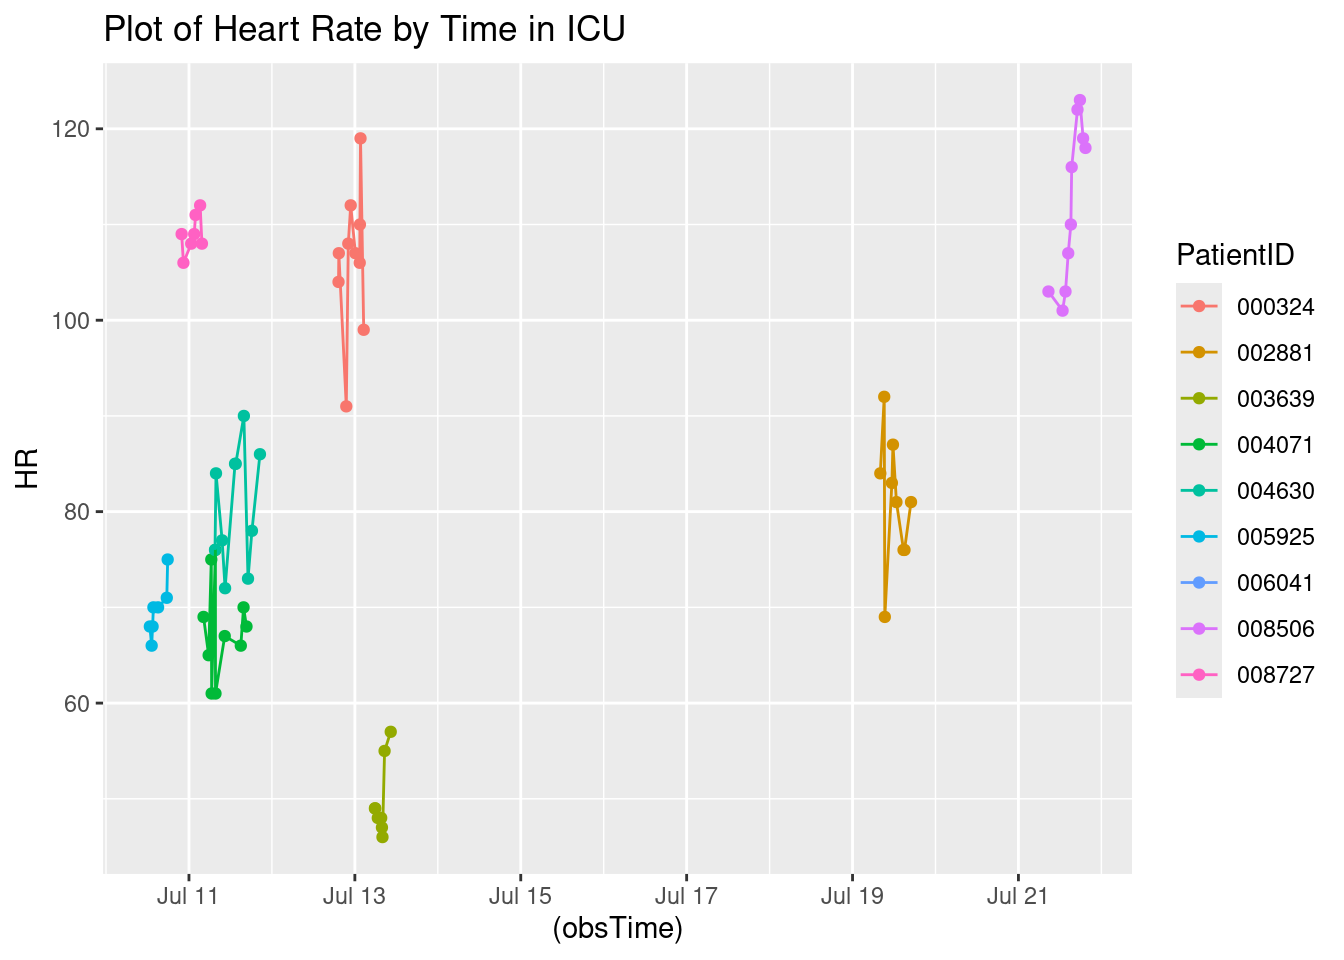 Plot of Heart Rate by Time in ICU
120
100
80
60
HR
Jul 11 Jul 13 Jul 15 Jul 17 Jul 19 Jul 21
(obsTime)
PatientID
000324
002881
003639
004071
004630
005925
006041
008506
008727